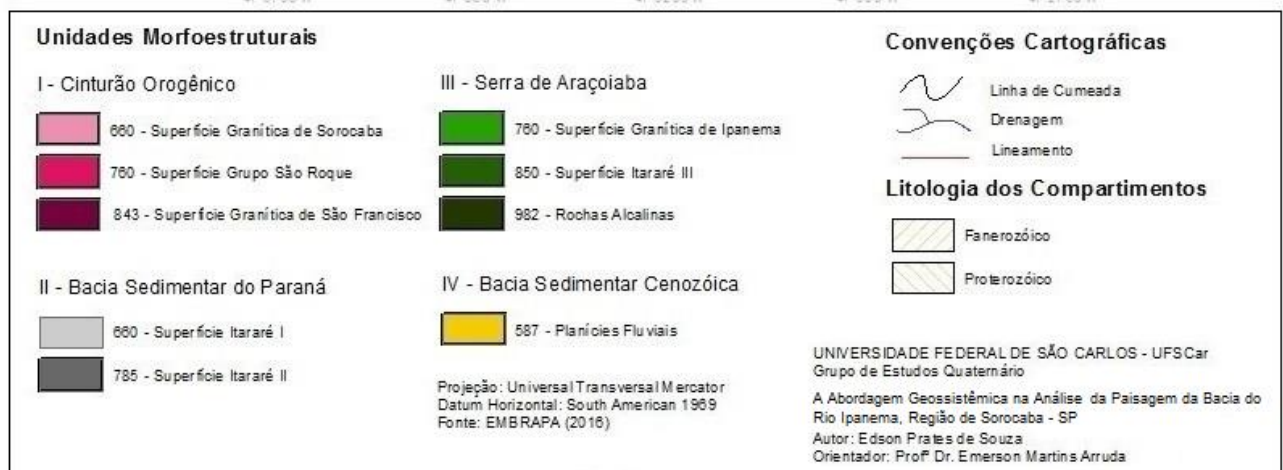 Unidades Morfoestruturais
I - Cinturão Orogênico
660 - Superfície Granítica de Sorocaba
760 - Superfície Grupo São Roque
843 - Superfície Granítica de São Francisco
II - Bacia Sedimentar do Paraná
660 - Superfície Itararé I
785 - Superfície Itararé II
III - Serra de Araçoiaba
760 - Superfície Granítica de Ipanema
850 - Superfície Itararé III
982 - Rochas Alcalinas
IV - Bacia Sedimentar Cenozóica
587 - Planícies Fluviais
Projeção: Universal Transversal Mercator
Datum Horizontal: South American 1969
Fonte: EMBRAPA (2016)
Convenções Cartográficas
Linha de Cumeada
Drenagem
Lineamento
Litologia dos Compartimentos
Fanerozóico
Proterozóico
UNIVERSIDADE FEDERAL DE SÃO CARLOS - UFSCar
Grupo de Estudos Quaternário
A Abordagem Geossistêmica na Análise da Paisagem da Bacia do
Rio Ipanema, Região de Sorocaba - SP
Autor: Edson Prates de Souza
Orientador: Profº Dr. Emerson Martins Arruda